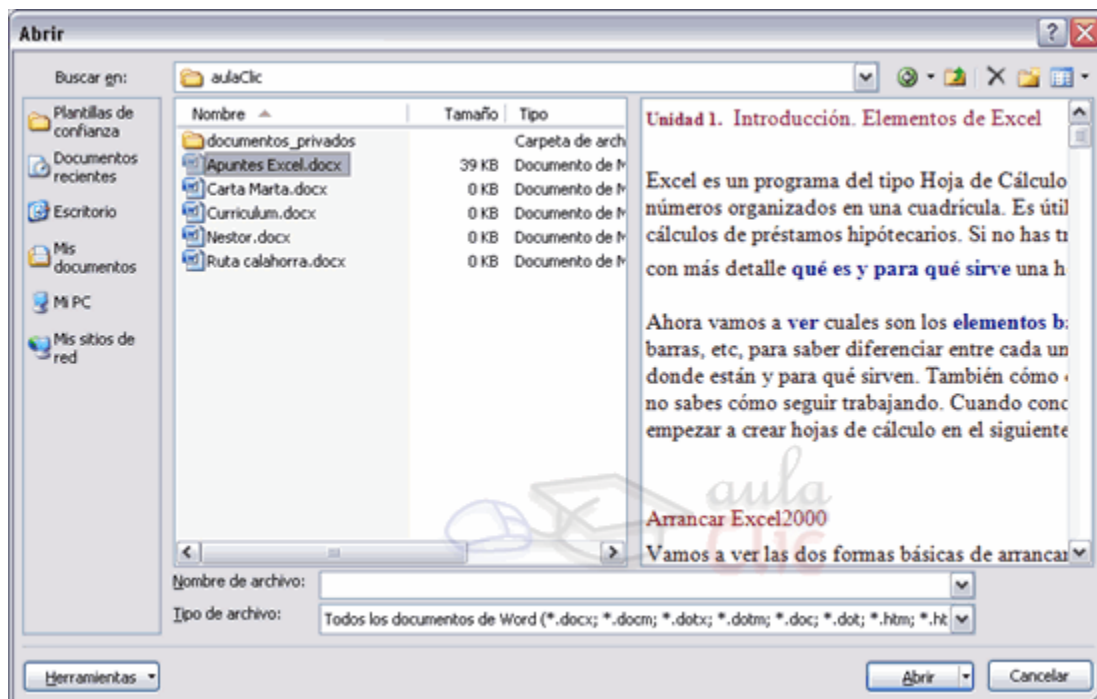 Abrir
Buscar en:
aulaClic
Plantillas de confianza
Documentos recientes
Escritorio
Mis documentos
Mi PC
Mis sitios de red
Nombre Tamaño Tipo
documentos_privados Carpeta de arch
Apuntes Excel.docx 39 KB Documento de M
Carta Marta.docx 0 KB Documento de M
Curriculum.docx 0 KB Documento de M
Nestor.docx 0 KB Documento de M
Ruta calahorra.docx 0 KB Documento de M
Unidad 1. Introducción. Elementos de Excel
Excel es un programa del tipo Hoja de Cálculo
números organizados en una cuadrícula. Es útil
cálculos de préstamos hipótecarios. Si no has tr
con más detalle qué es y para qué sirve una h
Ahora vamos a ver cuales son los elementos ba
barras, etc, para saber diferenciar entre cada un
donde están y para qué sirven. También cómo
no sabes cómo seguir trabajando. Cuando conc
empezar a crear hojas de cálculo en el siguiente
Arrancar Excel2000
Vamos a ver las dos formas básicas de arrancar
aula
Clic
Nombre de archivo:
Tipo de archivo:
Todos los documentos de Word (*.docx; *.docm; *.dotx; *.dotm; *.doc; *.dot; *.htm; *.ht
Herramientas
Abrir
Cancelar